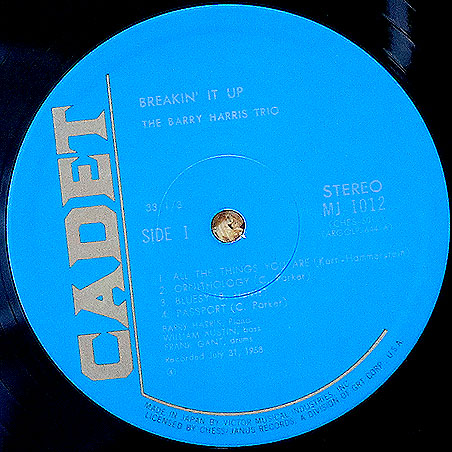 CADET
BREAKIN' IT UP
THE BARRY HARRIS TRIO
33 1/3
STEREO
SIDE I
MJ 1012
1. ALL THE THINGS YOU ARE (Kurn-Hammerstein)
2. ORNITHOLOGY (C. Parker)
3. BLUESY
4. PASSPORT (C. Parker)
BARRY HARRIS, Piano
WILLIAM AUSTIN, bass
FRANK GANT, drums
Recorded July 31, 1958
MADE IN JAPAN BY VICTOR MUSICAL INDUSTRIES, INC.
LICENSED BY CHESS/JANUS RECORDS, A DIVISION OF GRT CORP., U.S.A.